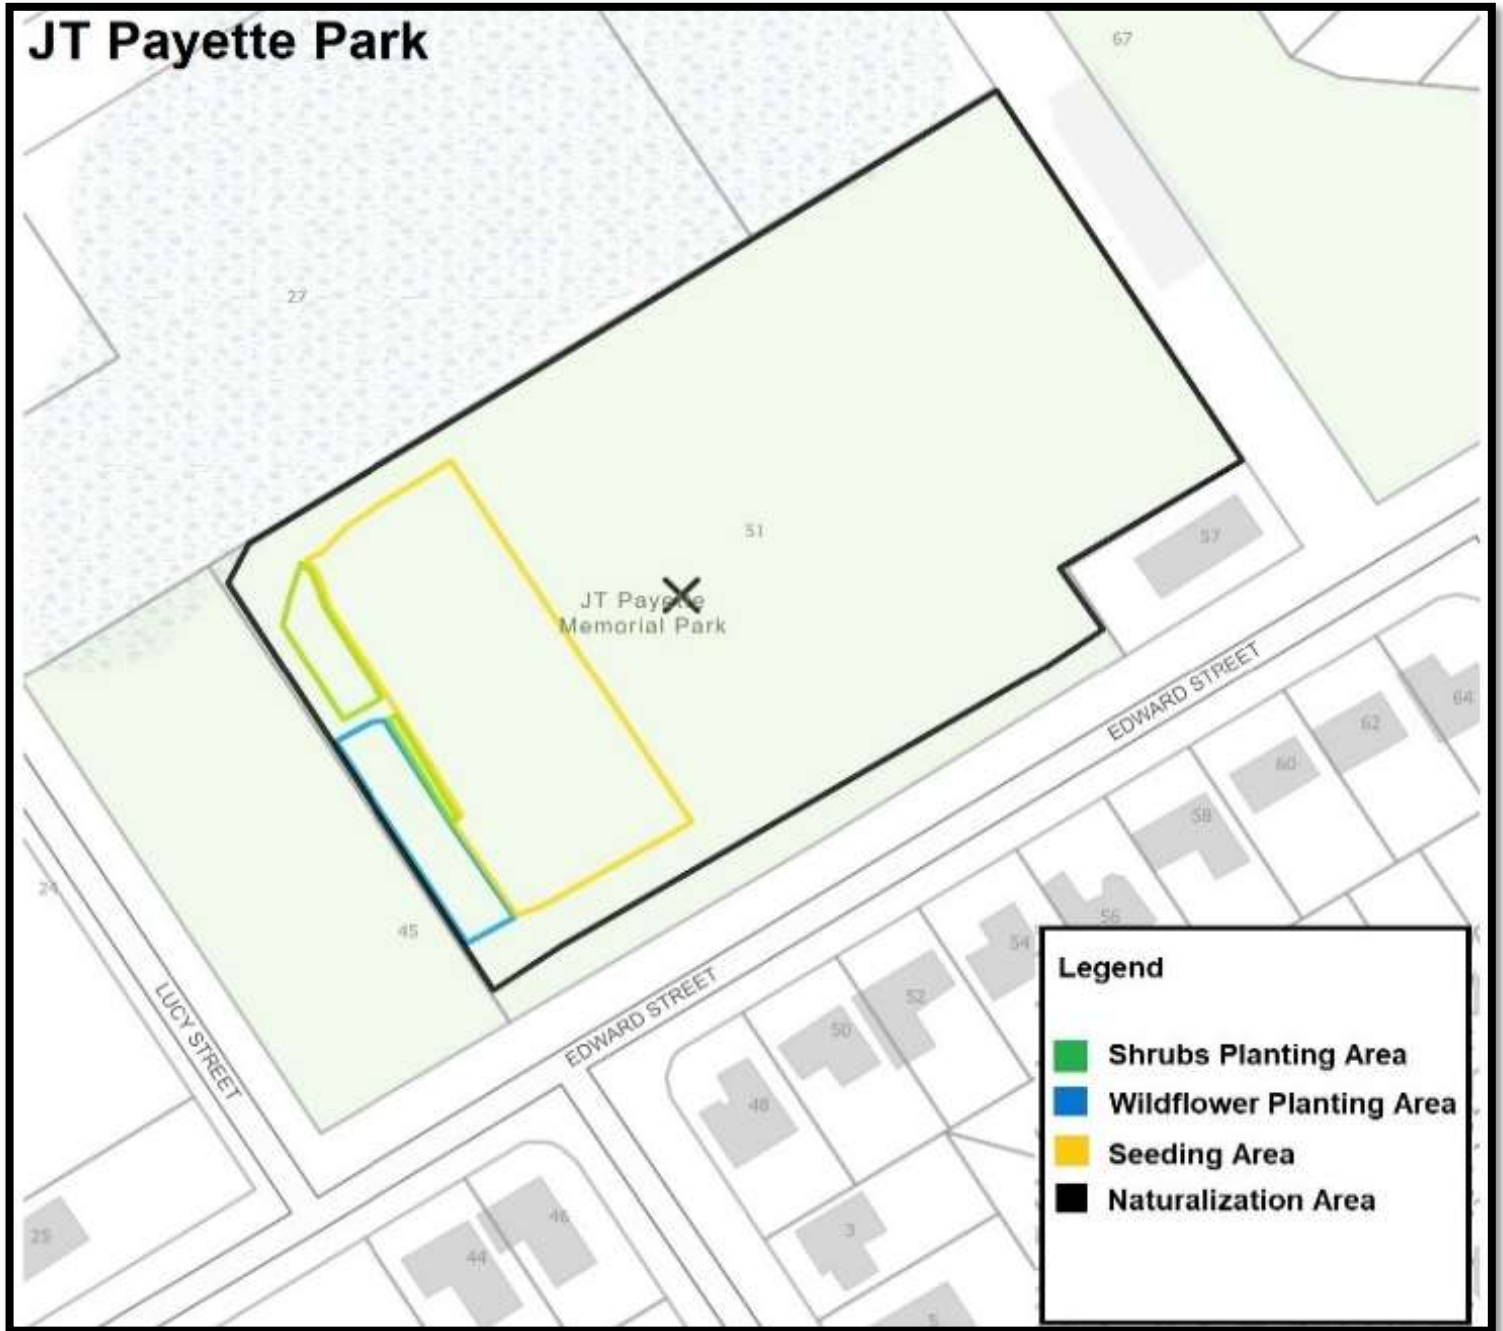 JT Payette Park
67
27
51
JT Payette
Memorial Park
57
EDWARD STREET
64
62
60
58
24
56
45
54
Legend
EDWARD STREET
52
LUCY STREET
50
Shrubs Planting Area
48
Wildflower Planting Area
Seeding Area
Naturalization Area
46
3
44